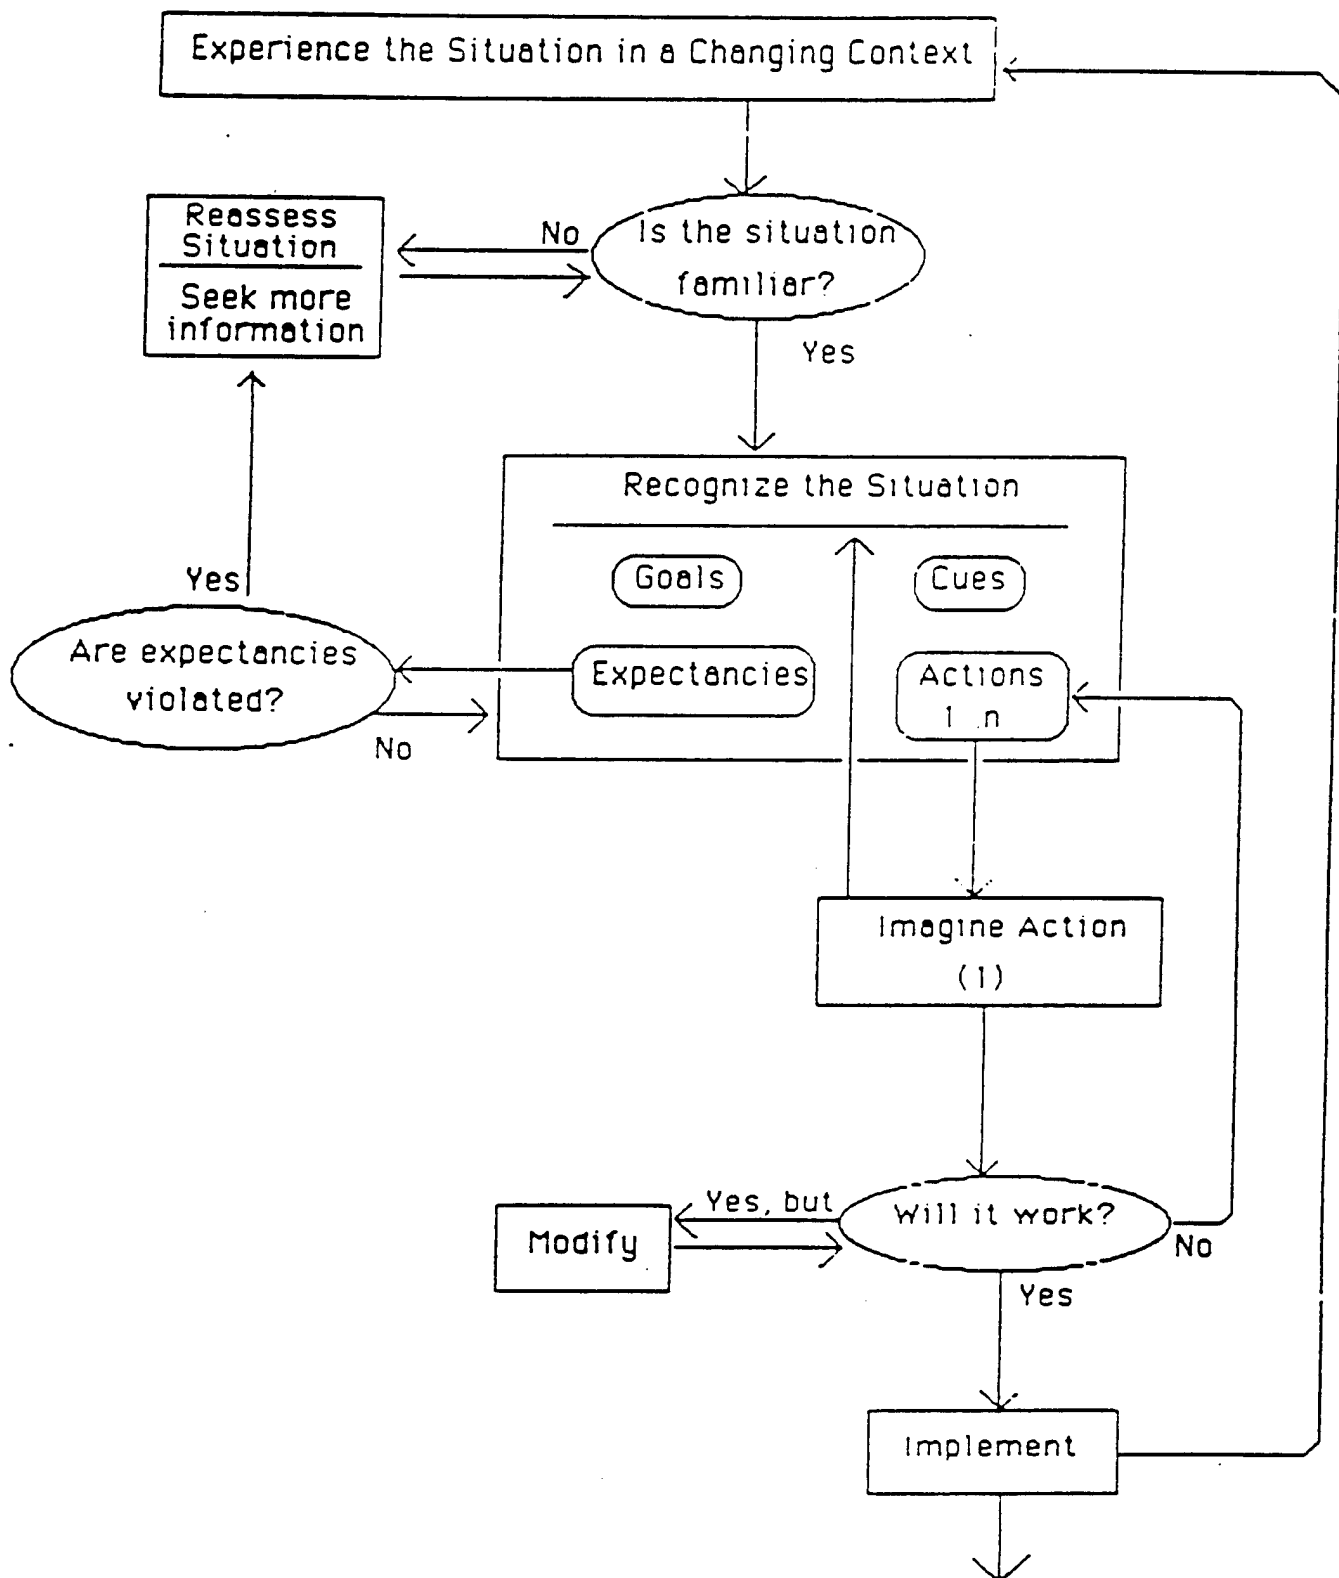 Experience the Situation in a Changing Context
Reassess
Situation
Seek more
information
No
Is the situation
familiar?
Yes
Recognize the Situation
Goals
Cues
Yes
Are expectancies
violated?
No
Expectancies
Actions
1 .n
Imagine Action
(1)
Yes, but
Modify
Will it work?
No
Yes
Implement